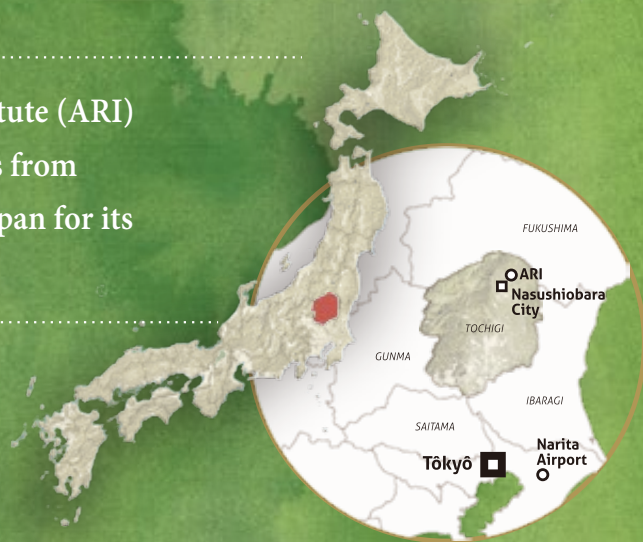 tute (ARI)
s from
pan for its
FUKUSHIMA
ARI
Nasushiobara
City
TOCHIGI
GUNMA
IBARAGI
SAITAMA
Narita
Airport
Tôkyô